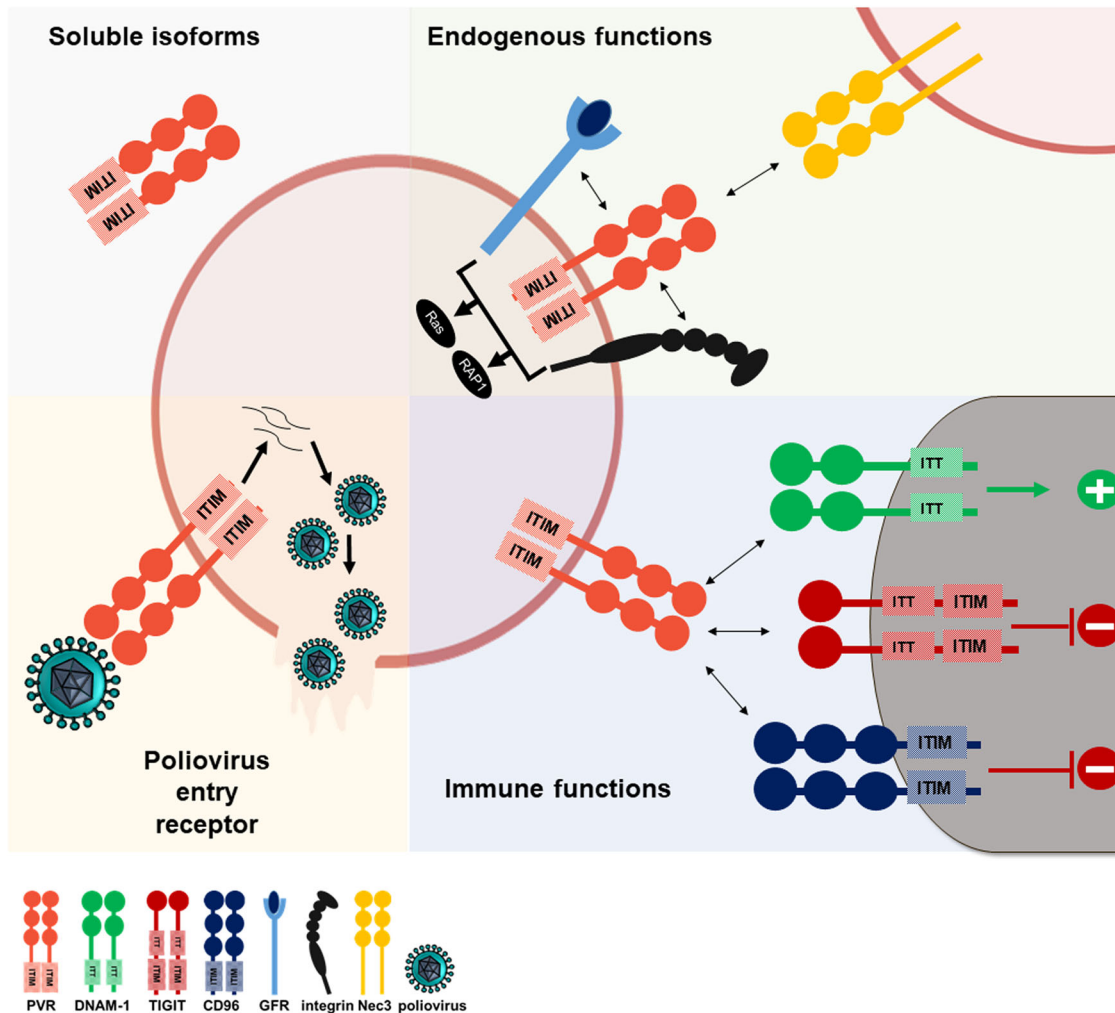 Soluble isoforms
Endogenous functions
ITIM
ITIM
ITIM
ITIM
Ras
RAP1
ITIM
ITIM
Poliovirus
entry
receptor
ITIM
ITIM
Immune functions
ITT
ITT
+
ITT ITIM
ITT ITIM
−
ITIM
ITIM
−
ITIM ITIM
ITT ITT
ITT ITT
ITIM ITIM
ITIM ITIM
PVR DNAM-1 TIGIT CD96 GFR integrin Nec3 poliovirus